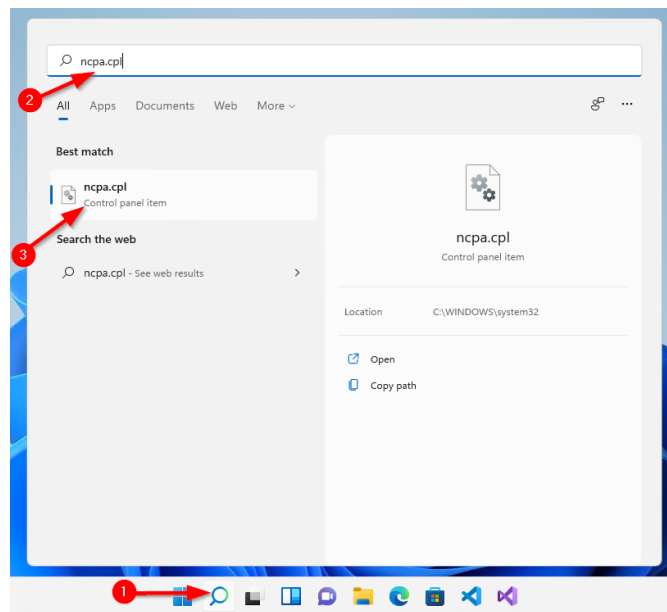 ncpa.cpl
2
All Apps Documents Web More
Best match
ncpa.cpl
Control panel item
3
Search the web
ncpa.cpl - See web results
ncpa.cpl
Control panel item
Location C:\WINDOWS\system32
Open
Copy path
1